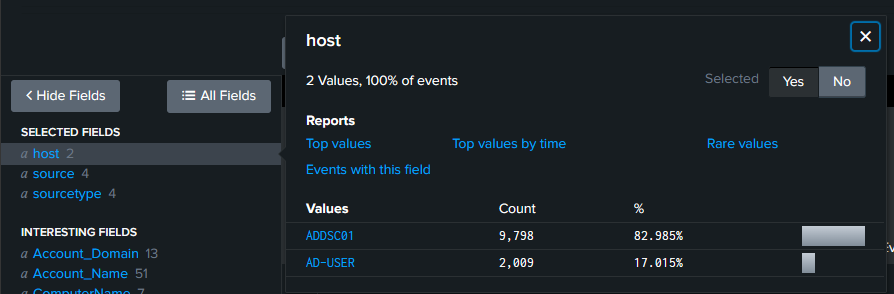 host
2 Values, 100% of events
Selected
Yes
No
Hide Fields
All Fields
Reports
SELECTED FIELDS
Top values
Top values by time
Rare values
a host 2
Events with this field
a source 4
a sourcetype 4
Values Count %
INTERESTING FIELDS
ADDSC01 9,798 82.985%
a Account_Domain 13
AD-USER 2,009 17.015%
a Account_Name 51
a ComputerName 7